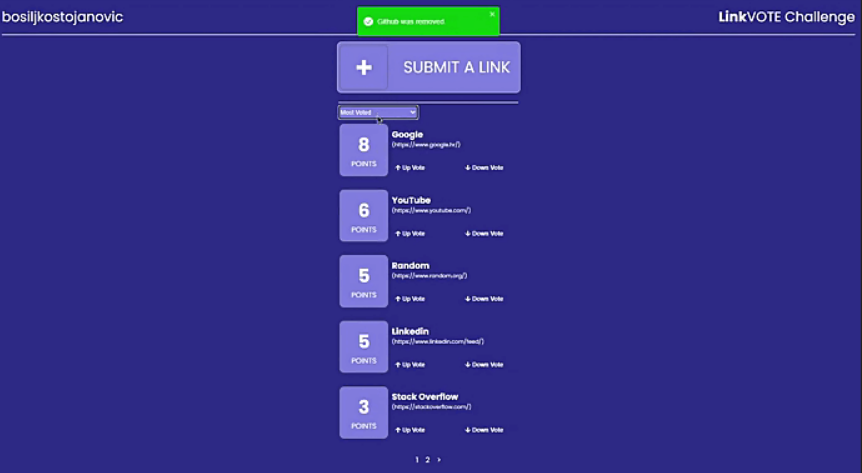 bosiljkostojanovic
Github was removed ×
LinkVOTE Challenge
+ SUBMIT A LINK
Most Voted
8 POINTS
Google
(https://www.google.hr/)
↑ Up Vote ↓ Down Vote
6 POINTS
YouTube
(https://www.youtube.com/)
↑ Up Vote ↓ Down Vote
5 POINTS
Random
(https://www.random.org/)
↑ Up Vote ↓ Down Vote
5 POINTS
Linkedin
(https://www.linkedin.com/feed/)
↑ Up Vote ↓ Down Vote
3 POINTS
Stack Overflow
(https://stackoverflow.com/)
↑ Up Vote ↓ Down Vote
1 2 ›